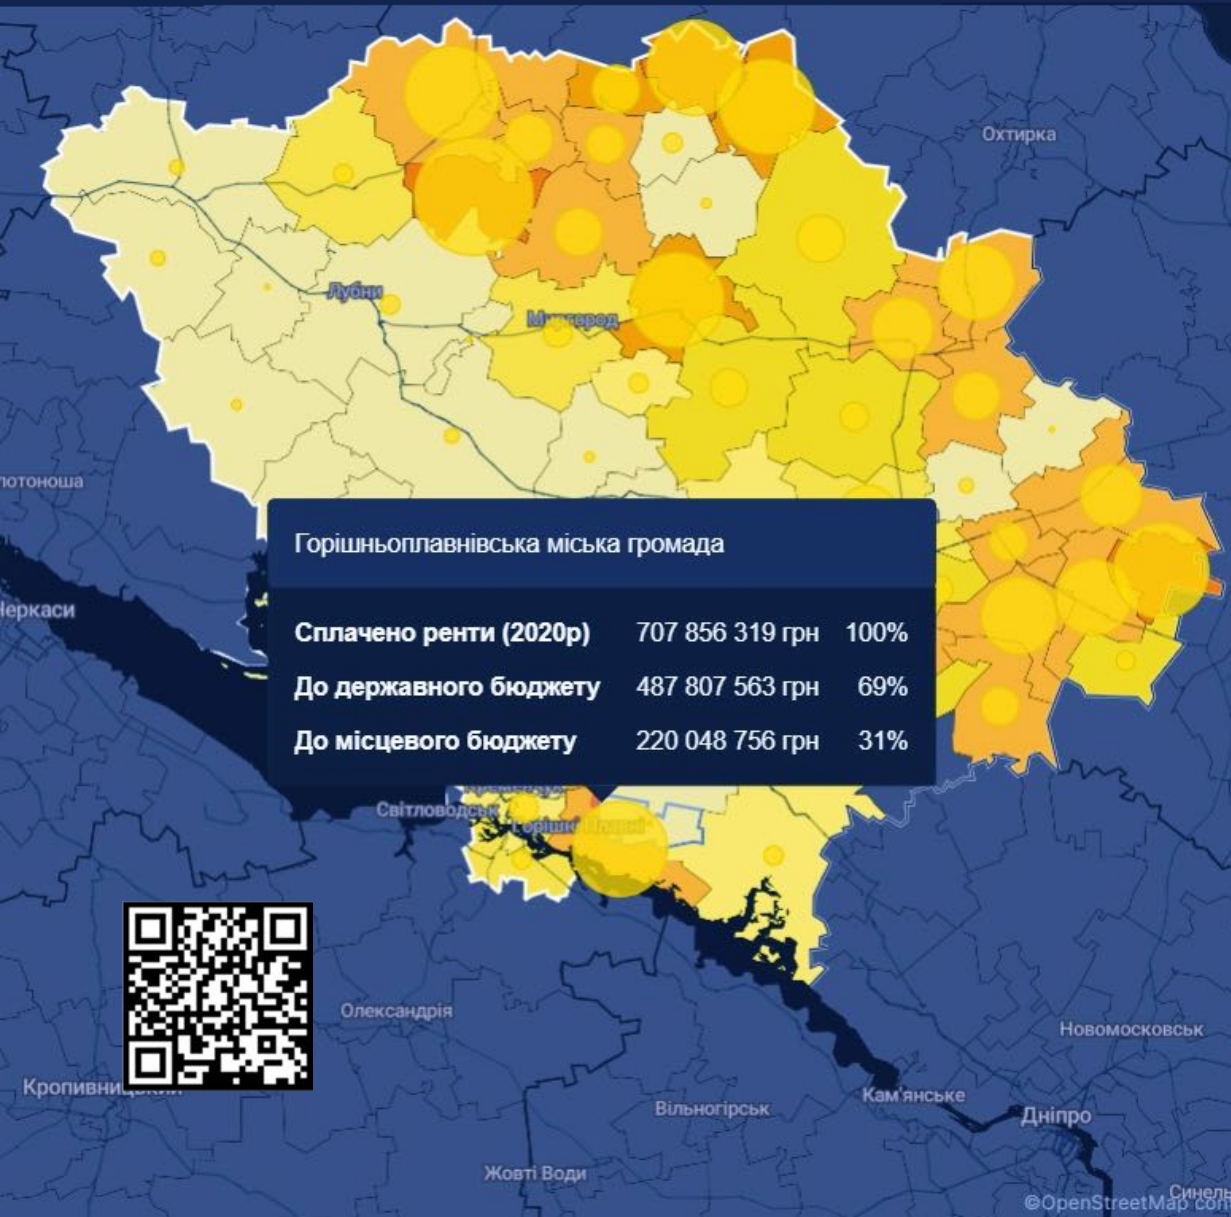 Охтирка
Лубни
Миргород
Горішньоплавнівська міська громада
Черкаси
Сплачено ренти (2020р) 707 856 319 грн 100%
До державного бюджету 487 807 563 грн 69%
До місцевого бюджету 220 048 756 грн 31%
Світловодськ
Олександрія
Новомосковськ
Кропивницький
Кам'янське
Вільногірськ
Дніпро
Жовті Води
©OpenStreetMap con